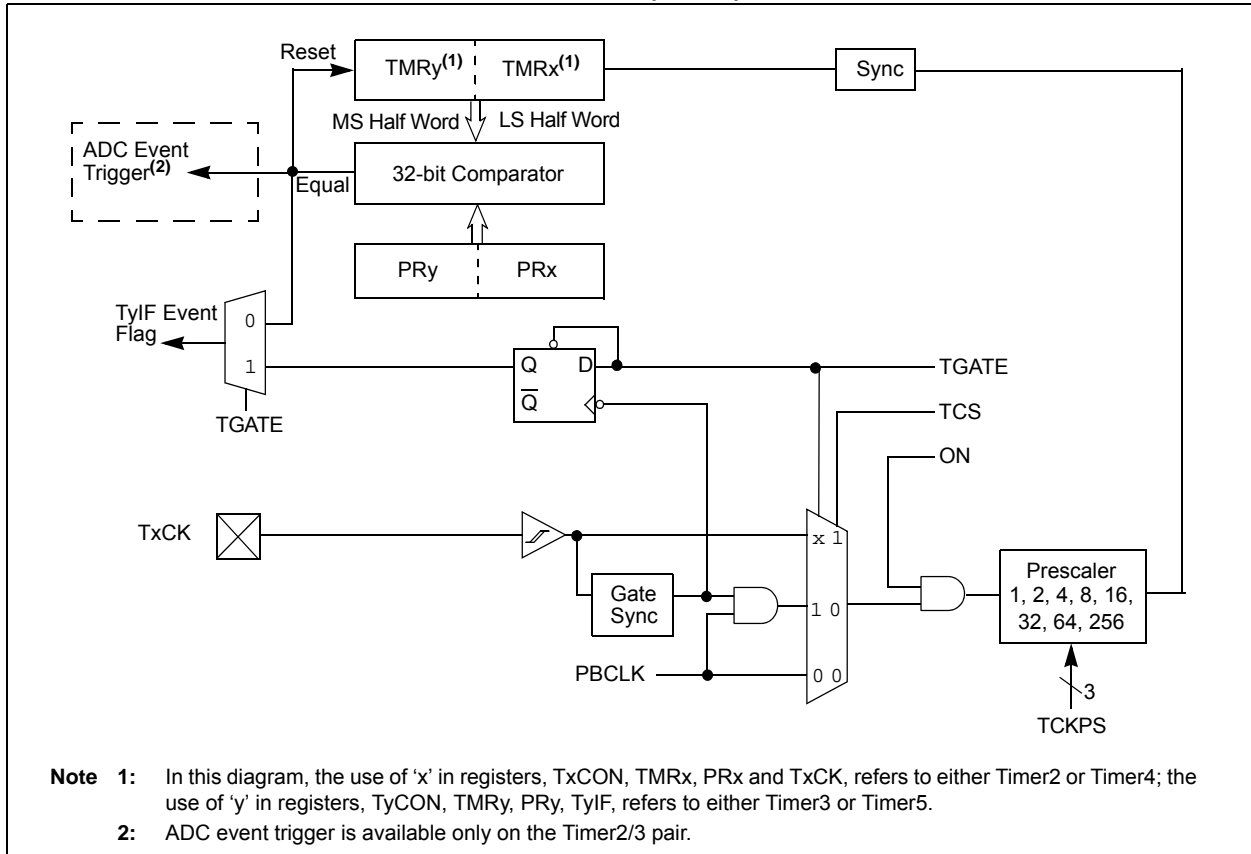 Reset
TMRy(1) TMRx(1)
Sync
MS Half Word LS Half Word
ADC Event
Trigger(2)
Equal
32-bit Comparator
PRy PRx
TyIF Event
Flag
0
1
TGATE
Q D
Q
TGATE
TCS
ON
TxCK
x 1
Gate
Sync
1 0
Prescaler
1, 2, 4, 8, 16,
32, 64, 256
PBCLK
0 0
3
TCKPS
Note 1: In this diagram, the use of ‘x’ in registers, TxCON, TMRx, PRx and TxCK, refers to either Timer2 or Timer4; the
use of ‘y’ in registers, TyCON, TMRy, PRy, TyIF, refers to either Timer3 or Timer5.
2: ADC event trigger is available only on the Timer2/3 pair.